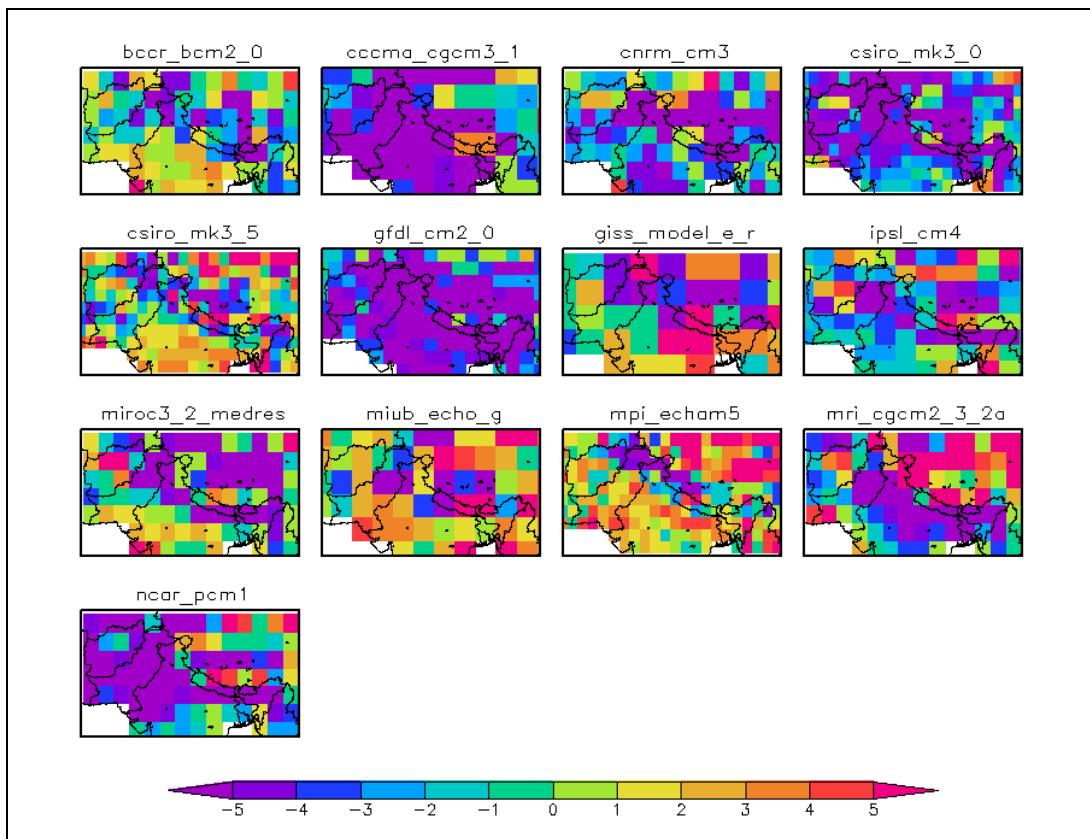 bccr_bcm2_0 cccma_cgcm3_1 cnrm_cm3 csiro_mk3_0
csiro_mk3_5 gfdl_cm2_0 giss_model_e_r ipsl_cm4
miroc3_2_medres miub_echo_g mpi_echam5 mri_cgcm2_3_2a
ncar_pcm1
-5 -4 -3 -2 -1 0 1 2 3 4 5